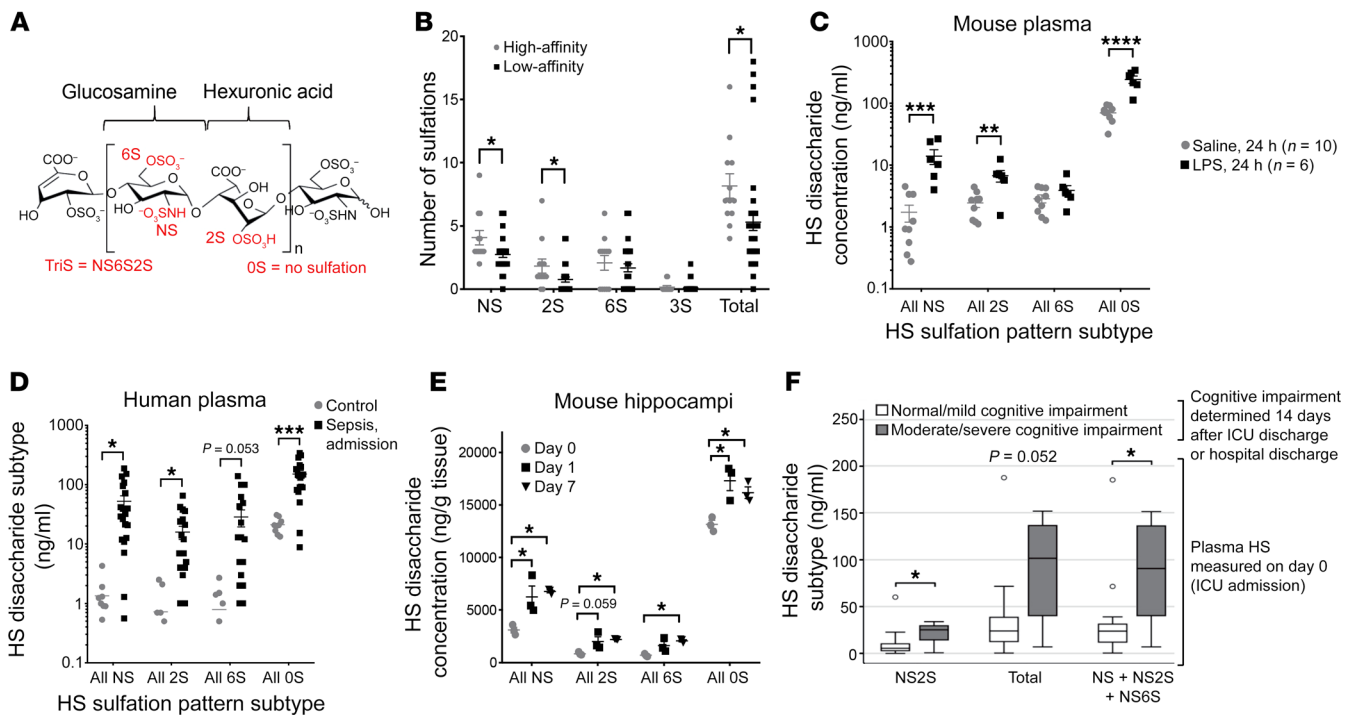 A
Glucosamine
Hexuronic acid
6S
OSO₃⁻
COO⁻
OSO₃⁻
COO⁻
O
HO
OSO₃⁻
HO
⁻O₃SNH
NS
OH
2S
OSO₃H
HO
⁻O₃SHN
OH
n
TriS = NS6S2S
0S = no sulfation
B
Number of sulfations
20
15
10
5
0
High-affinity
Low-affinity
*
*
*
NS
2S
6S
3S
Total
C
Mouse plasma
HS disaccharide
concentration (ng/ml)
1000
100
10
1
0.1
***
**
****
All NS
All 2S
All 6S
All 0S
HS sulfation pattern subtype
Saline, 24 h (n = 10)
LPS, 24 h (n = 6)
D
Human plasma
HS disaccharide subtype
(ng/ml)
1000
100
10
1
0.1
*
*
P = 0.053
***
Control
Sepsis,
admission
All NS
All 2S
All 6S
All 0S
HS sulfation pattern subtype
E
Mouse hippocampi
HS disaccharide
concentration (ng/g tissue)
20000
15000
10000
5000
0
Day 0
Day 1
Day 7
*
*
P = 0.059
*
*
*
*
All NS
All 2S
All 6S
All 0S
F
HS disaccharide
subtype (ng/ml)
250
200
150
100
50
0
Normal/mild cognitive impairment
Moderate/severe cognitive impairment
*
P = 0.052
*
NS2S
Total
NS + NS2S
+ NS6S
Cognitive impairment
determined 14 days
after ICU discharge
or hospital discharge
Plasma HS
measured on day 0
(ICU admission)